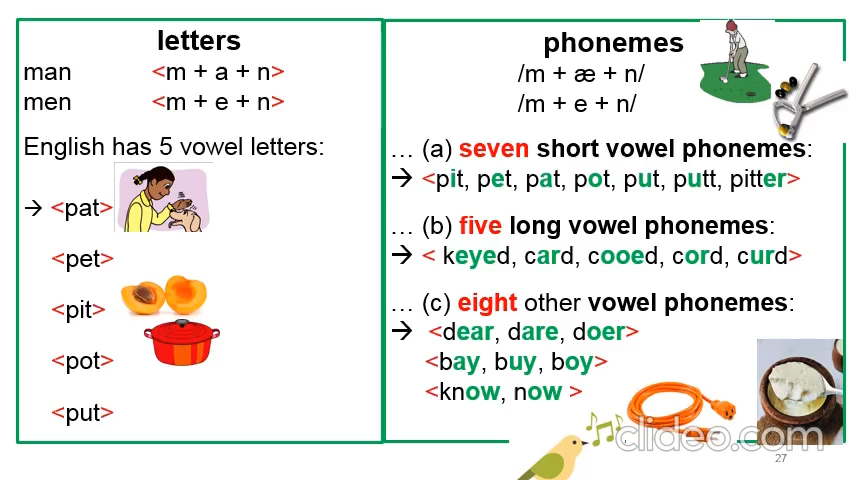 letters
man <m + a + n>
men <m + e + n>
English has 5 vowel letters:
→ <pat>
<pet>
<pit>
<pot>
<put>
phonemes
/m + æ + n/
/m + e + n/
… (a) seven short vowel phonemes:
→ <pit, pet, pat, pot, put, putt, pitter>
… (b) five long vowel phonemes:
→ < keyed, card, cooed, cord, curd>
… (c) eight other vowel phonemes:
→ <dear, dare, doer>
<bay, buy, boy>
<know, now >
clideo.com
27